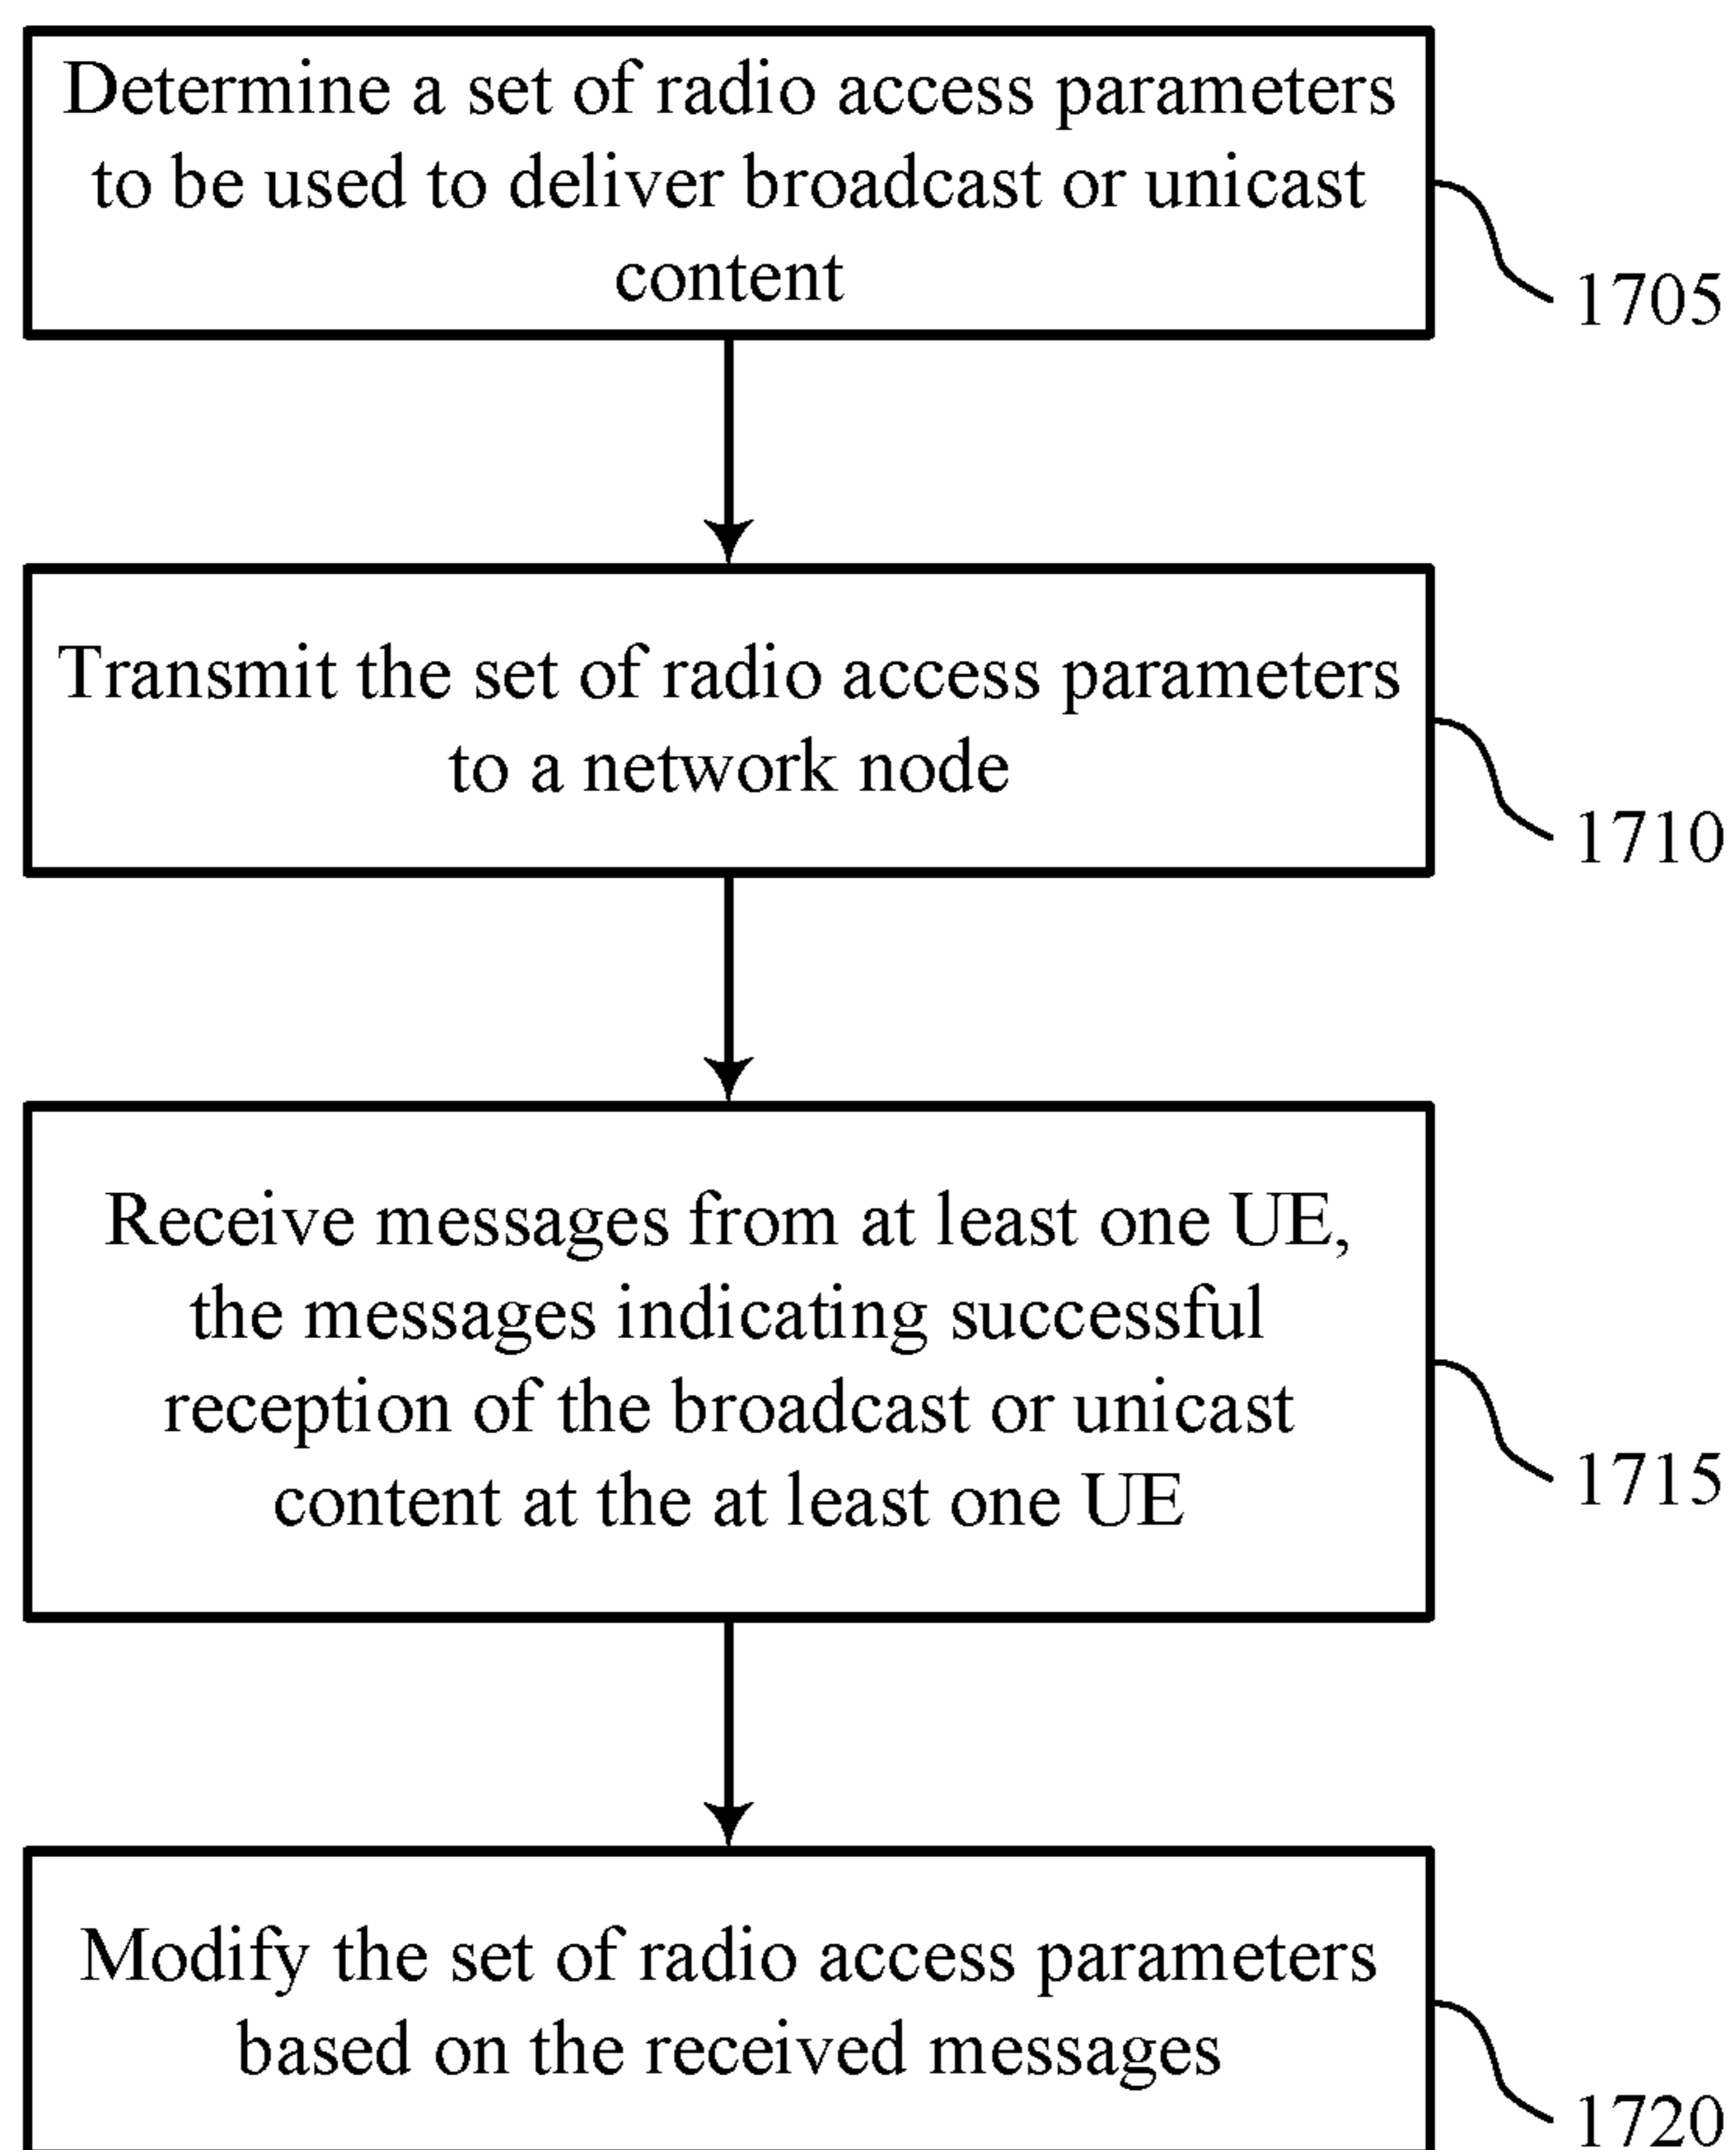 Determine a set of radio access parameters
to be used to deliver broadcast or unicast
content
1705
Transmit the set of radio access parameters
to a network node
1710
Receive messages from at least one UE,
the messages indicating successful
reception of the broadcast or unicast
content at the at least one UE
1715
Modify the set of radio access parameters
based on the received messages
1720